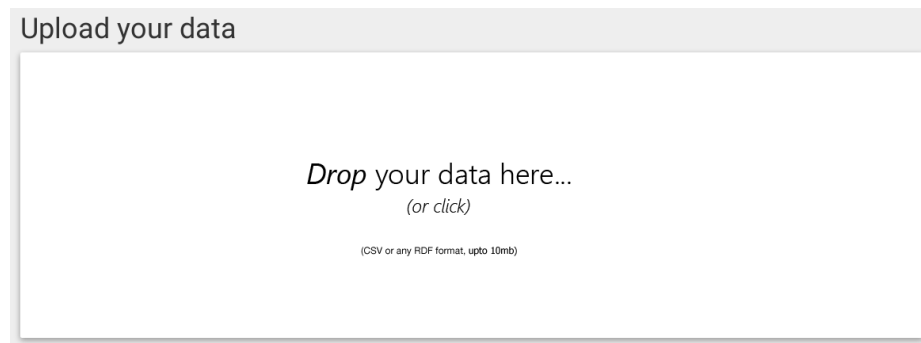 Upload your data
Drop your data here...
(or click)
(CSV or any RDF format, upto 10mb)